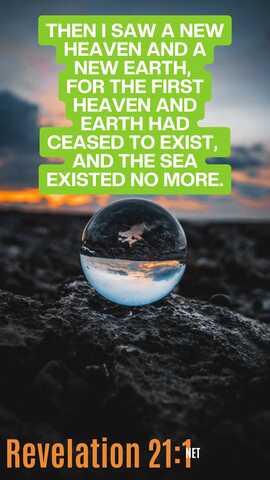 THEN I SAW A NEW
HEAVEN AND A
NEW EARTH,
FOR THE FIRST
HEAVEN AND
EARTH HAD
CEASED TO EXIST,
AND THE SEA
EXISTED NO MORE.
Revelation 21:1 NET